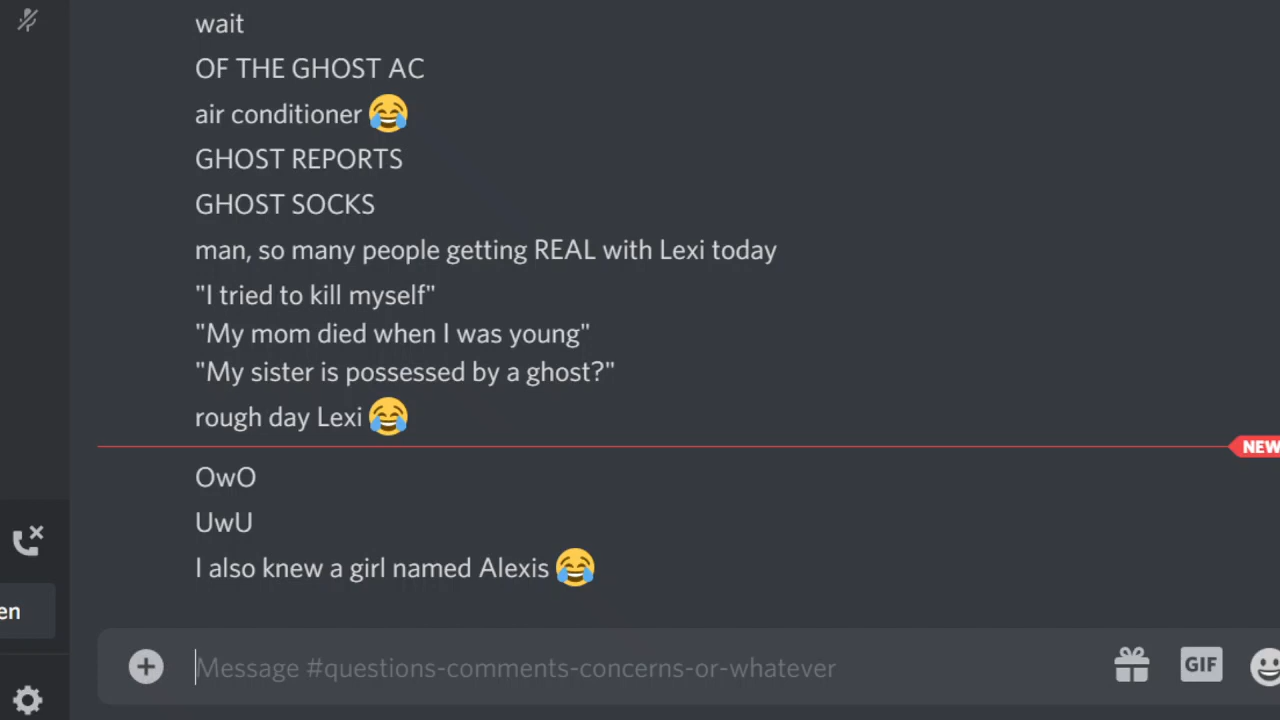 wait
OF THE GHOST AC
air conditioner 😂
GHOST REPORTS
GHOST SOCKS
man, so many people getting REAL with Lexi today
"I tried to kill myself"
"My mom died when I was young"
"My sister is possessed by a ghost?"
rough day Lexi 😂
NEW
OwO
UwU
I also knew a girl named Alexis 😂
en
Message #questions-comments-concerns-or-whatever
GIF